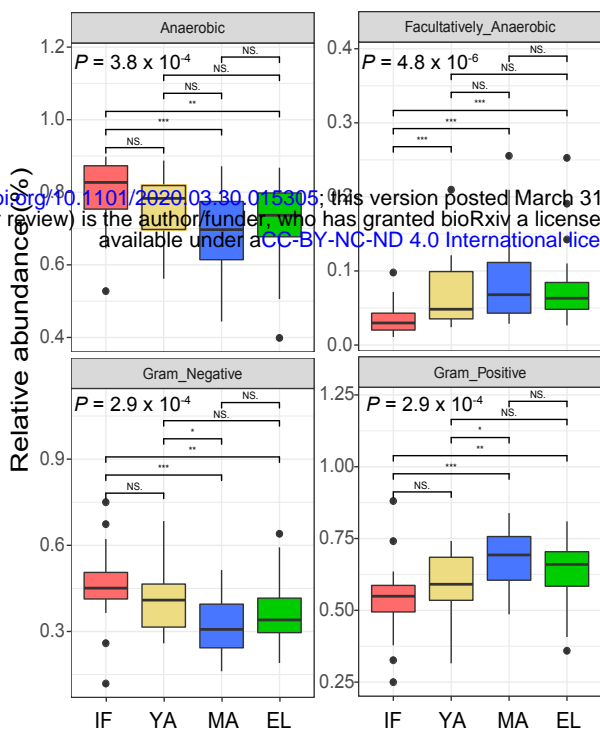 Anaerobic
Facultatively_Anaerobic
1.2
1.0
0.8
0.6
0.4
P = 3.8 x 10-4
NS.
NS.
NS.
**
***
NS.
0.4
0.3
0.2
0.1
0.0
P = 4.8 x 10-6
NS.
NS.
NS.
***
***
***
oi.org/10.1101/2020.03.30.015305; this version posted March 31
review) is the author/funder, who has granted bioRxiv a license
available under aCC-BY-NC-ND 4.0 International lice
Relative abundance (%)
Gram_Negative
Gram_Positive
0.9
0.6
0.3
P = 2.9 x 10-4
NS.
NS.
*
**
***
NS.
1.25
1.00
0.75
0.50
0.25
P = 2.9 x 10-4
NS.
NS.
*
**
***
NS.
IF YA MA EL
IF YA MA EL